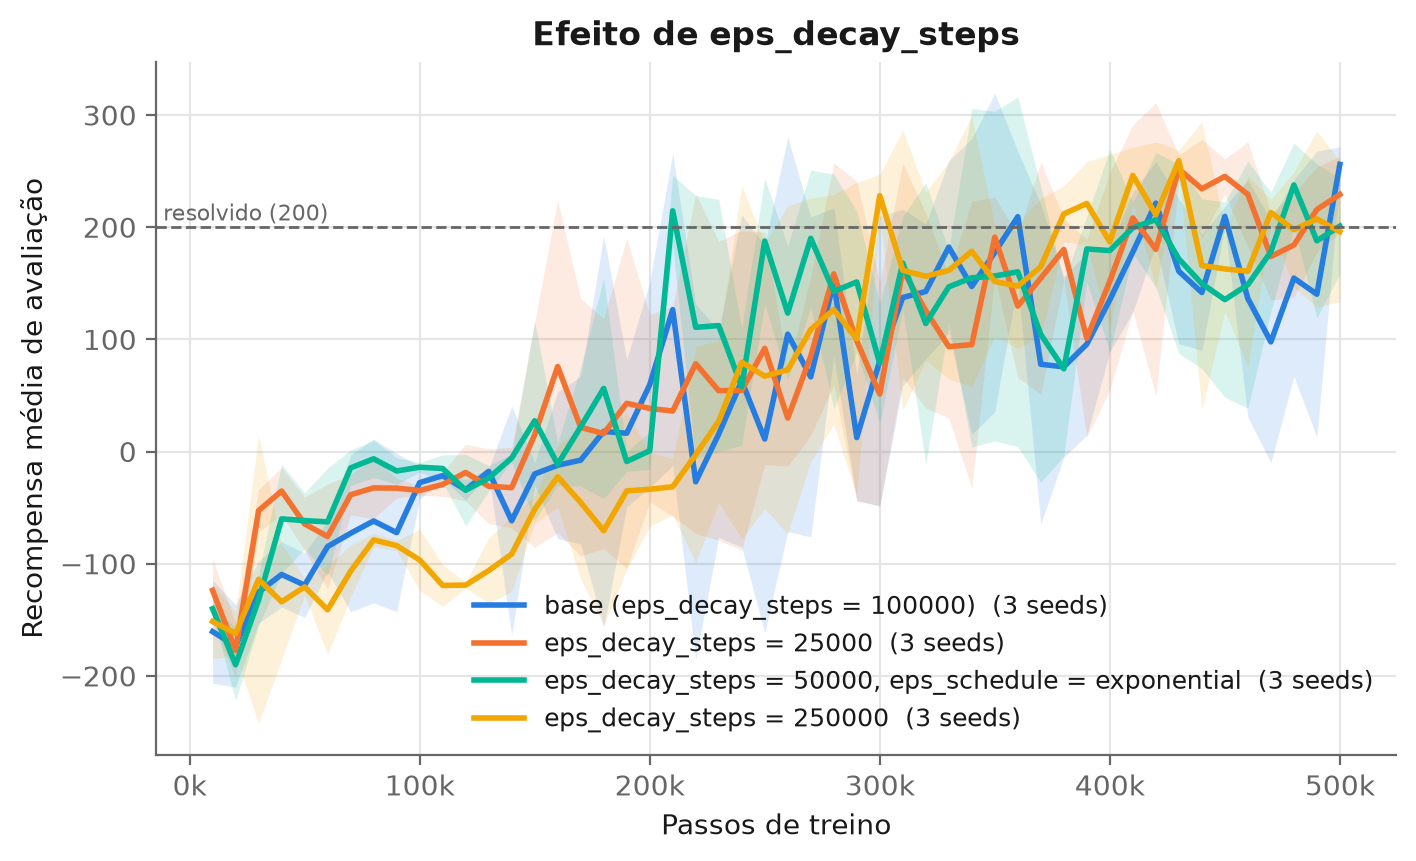 Efeito de eps_decay_steps
Recompensa média de avaliação
300
200
100
0
−100
−200
resolvido (200)
base (eps_decay_steps = 100000)  (3 seeds)
eps_decay_steps = 25000  (3 seeds)
eps_decay_steps = 50000, eps_schedule = exponential  (3 seeds)
eps_decay_steps = 250000  (3 seeds)
0k
100k
200k
300k
400k
500k
Passos de treino